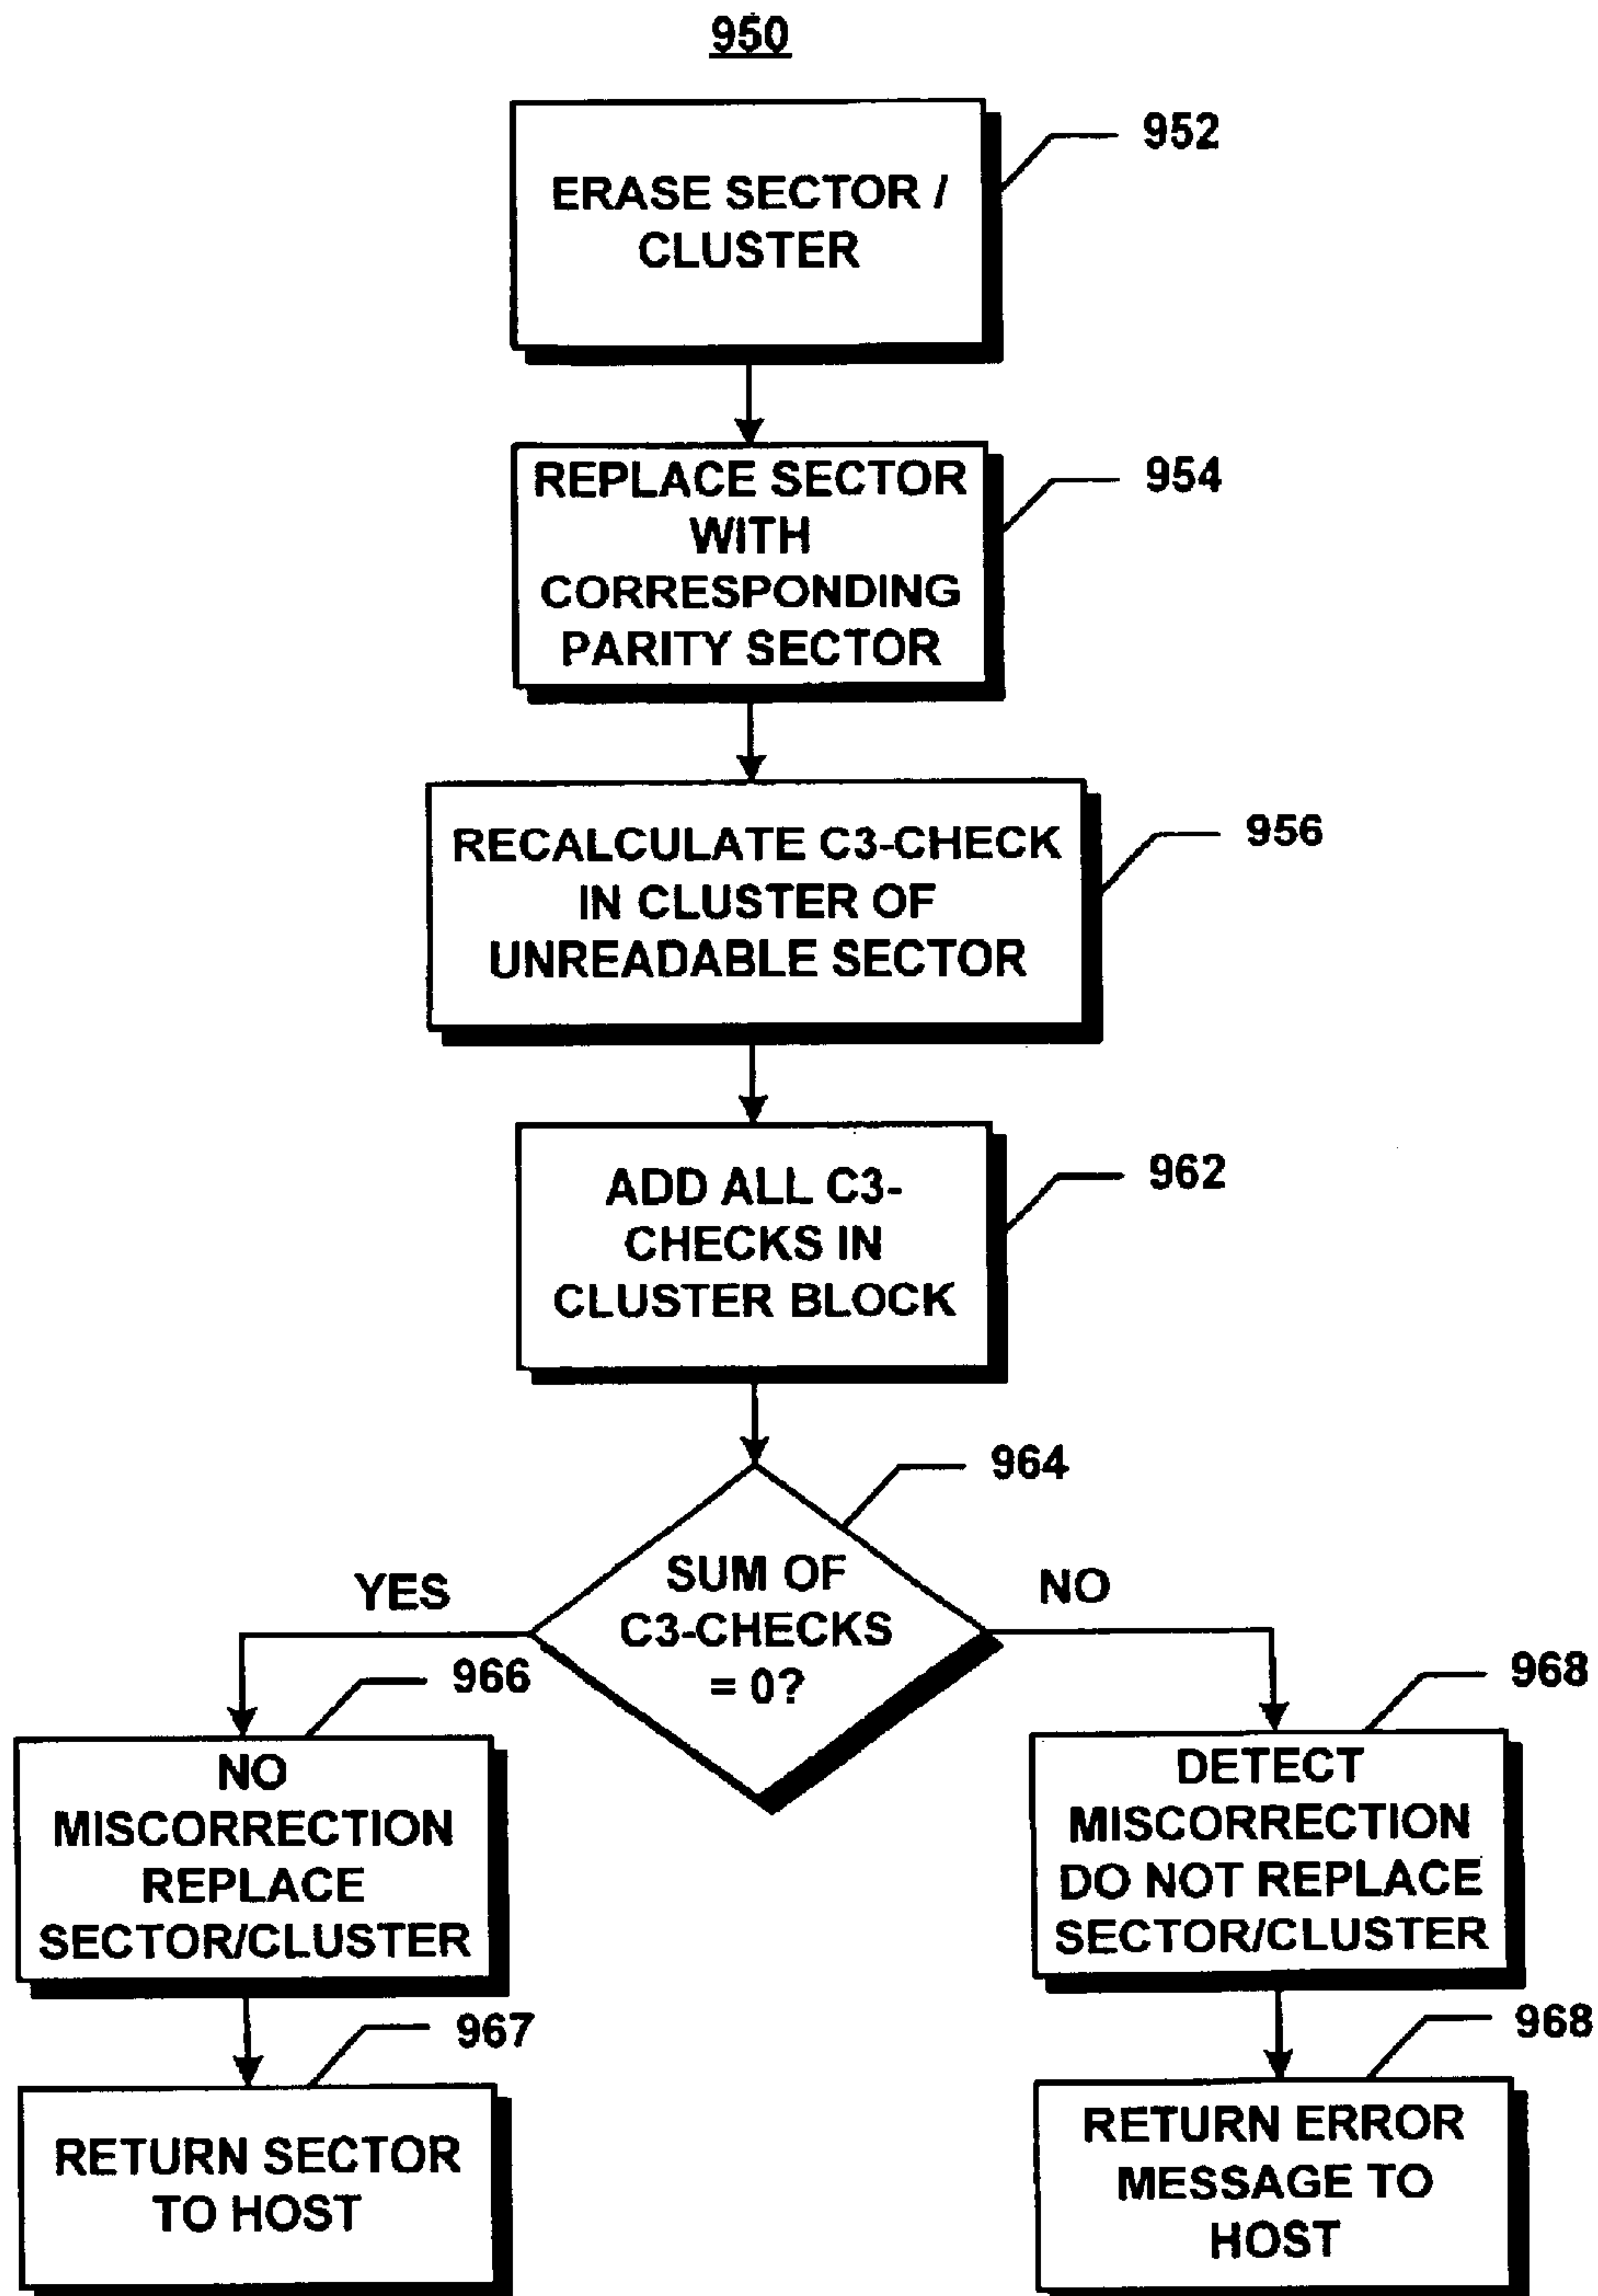 950
952
ERASE SECTOR /
CLUSTER
954
REPLACE SECTOR
WITH
CORRESPONDING
PARITY SECTOR
956
RECALCULATE C3-CHECK
IN CLUSTER OF
UNREADABLE SECTOR
962
ADD ALL C3-
CHECKS IN
CLUSTER BLOCK
964
SUM OF
C3-CHECKS
= 0?
YES
NO
966
NO
MISCORRECTION
REPLACE
SECTOR/CLUSTER
968
DETECT
MISCORRECTION
DO NOT REPLACE
SECTOR/CLUSTER
967
RETURN SECTOR
TO HOST
968
RETURN ERROR
MESSAGE TO
HOST